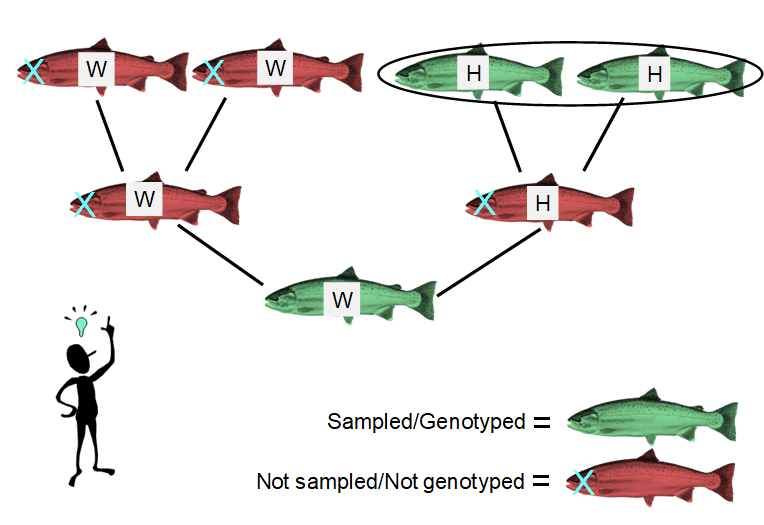 W W H H
W H
W
Sampled/Genotyped =
Not sampled/Not genotyped =